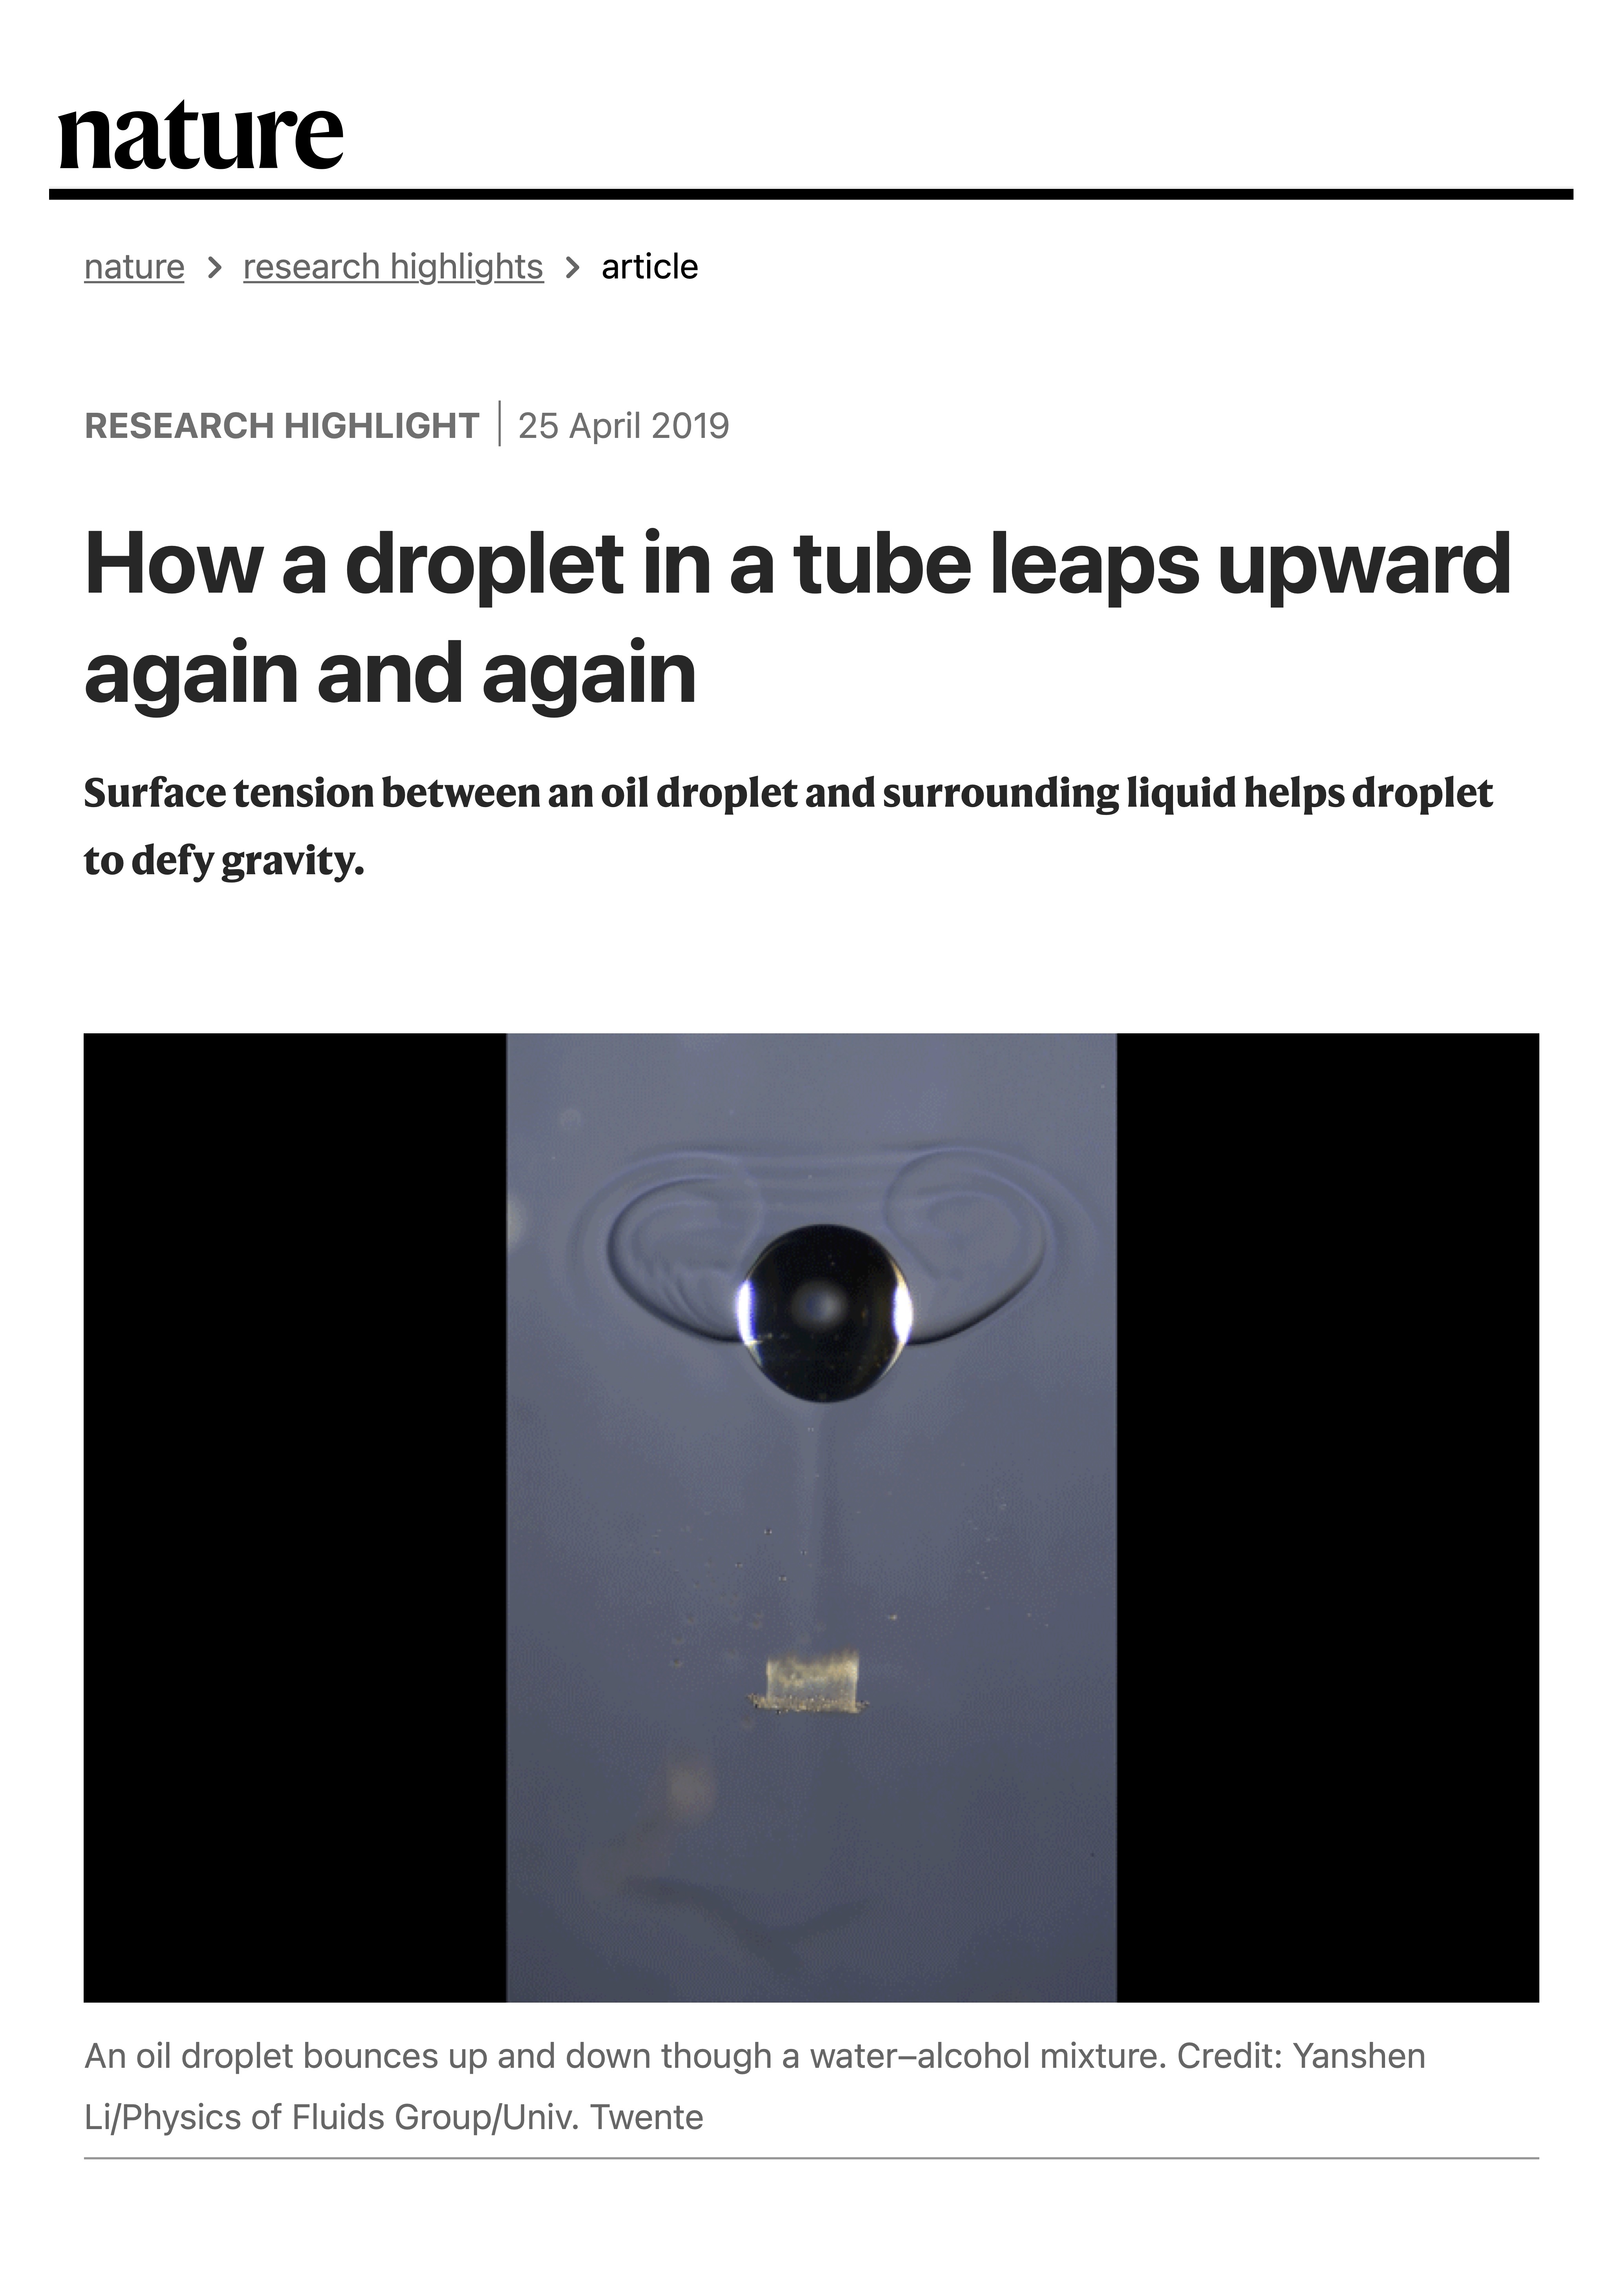 nature
nature > research highlights > article
RESEARCH HIGHLIGHT | 25 April 2019
How a droplet in a tube leaps upward
again and again
Surface tension between an oil droplet and surrounding liquid helps droplet
to defy gravity.
An oil droplet bounces up and down though a water–alcohol mixture. Credit: Yanshen
Li/Physics of Fluids Group/Univ. Twente